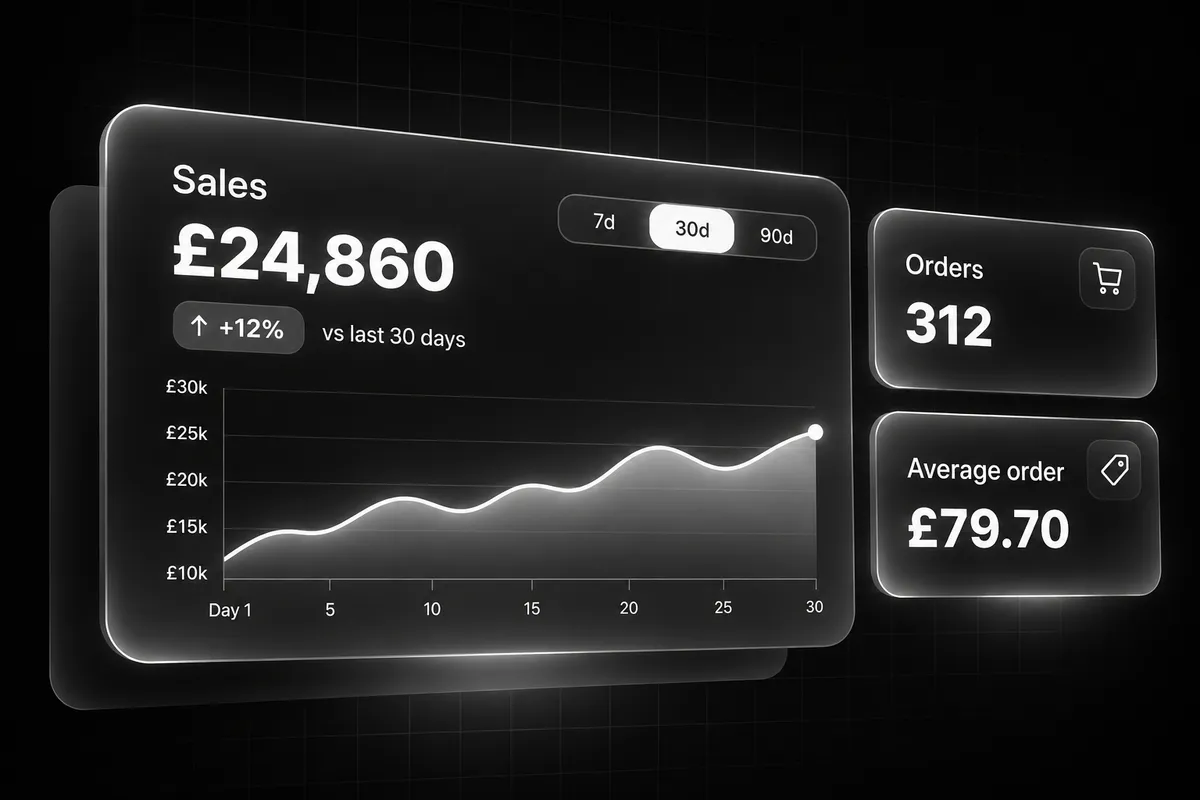 Sales
£24,860
+12% vs last 30 days
7d 30d 90d
£30k
£25k
£20k
£15k
£10k
Day 1 5 10 15 20 25 30
Orders
312
Average order
£79.70